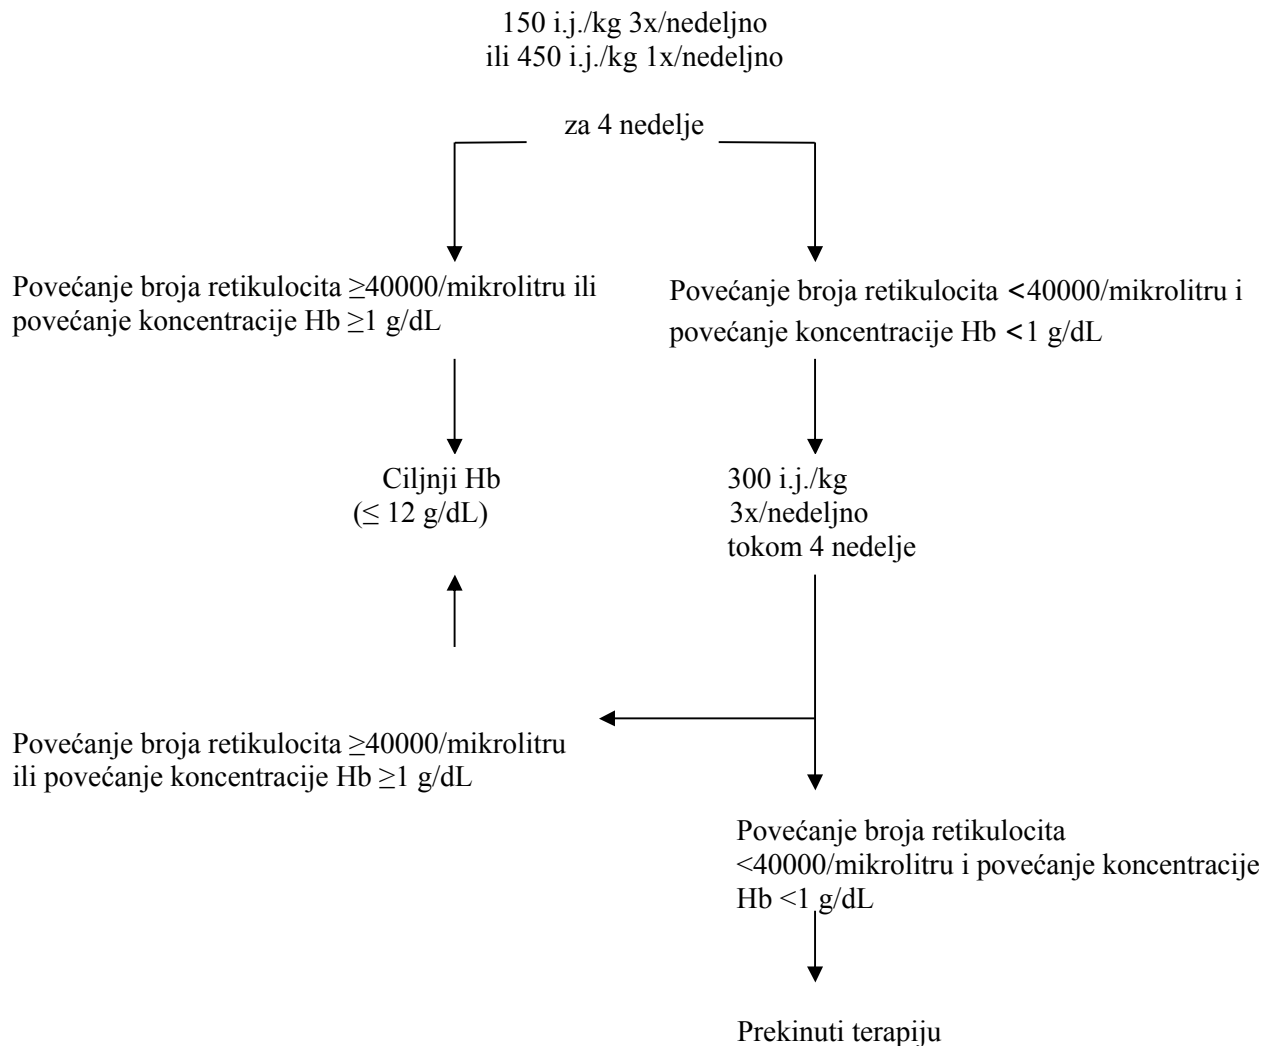 150 i.j./kg 3x/nedeljno
ili 450 i.j./kg 1x/nedeljno
za 4 nedelje
Povećanje broja retikulocita ≥40000/mikrolitru ili
povećanje koncentracije Hb ≥1 g/dL
Povećanje broja retikulocita <40000/mikrolitru i
povećanje koncentracije Hb <1 g/dL
Ciljnji Hb
(≤ 12 g/dL)
300 i.j./kg
3x/nedeljno
tokom 4 nedelje
Povećanje broja retikulocita ≥40000/mikrolitru
ili povećanje koncentracije Hb ≥1 g/dL
Povećanje broja retikulocita
<40000/mikrolitru i povećanje koncentracije
Hb <1 g/dL
Prekinuti terapiju